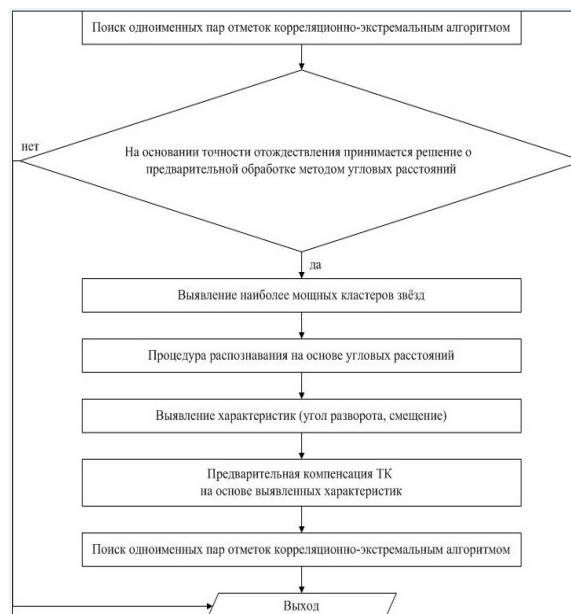 Поиск одноименных пар отметок корреляционно-экстремальным алгоритмом
нет
На основании точности отождествления принимается решение о
предварительной обработке методом угловых расстояний
да
Выявление наиболее мощных кластеров звёзд
Процедура распознавания на основе угловых расстояний
Выявление характеристик (угол разворота, смещение)
Предварительная компенсация ТК
на основе выявленных характеристик
Поиск одноименных пар отметок корреляционно-экстремальным алгоритмом
Выход